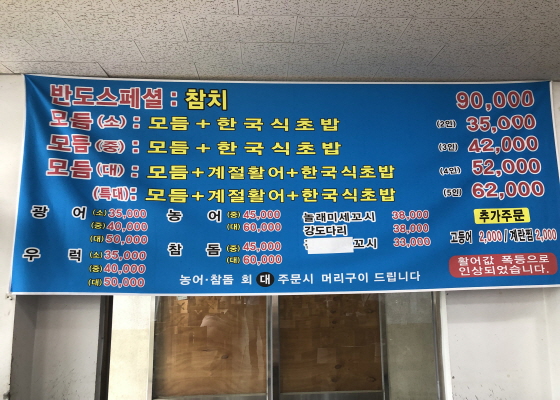 반도스페셜 : 참치 90,000
모듬(소) : 모듬+한국식초밥 (2인) 35,000
모듬(중) : 모듬+한국식초밥 (3인) 42,000
모듬(대) : 모듬+계절활어+한국식초밥 (4인) 52,000
(특대) : 모듬+계절활어+한국식초밥 (5인) 62,000
광어 (소) 35,000
(중) 40,000
(대) 50,000
우럭 (소) 35,000
(중) 40,000
(대) 50,000
농어 (중) 45,000
(대) 60,000
참돔 (중) 45,000
(대) 60,000
놀래미세꼬시 38,000
강도다리 38,000
꼬시 33,000
추가주문
고등어 2,000 / 계란찜 2,000
활어값 폭등으로
인상되었습니다.
농어·참돔 회 대 주문시 머리구이 드립니다